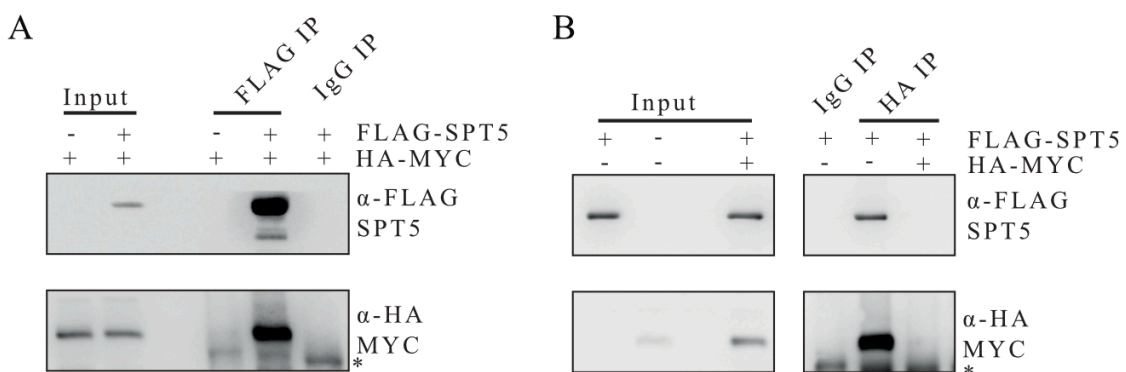 A
FLAG IP
IgG IP
Input
- + - + +
FLAG-SPT5
+ + + + +
HA-MYC
α-FLAG
SPT5
α-HA
MYC
*
B
IgG IP
HA IP
Input
+ - + + + +
FLAG-SPT5
- - + - - +
HA-MYC
α-FLAG
SPT5
α-HA
MYC
*